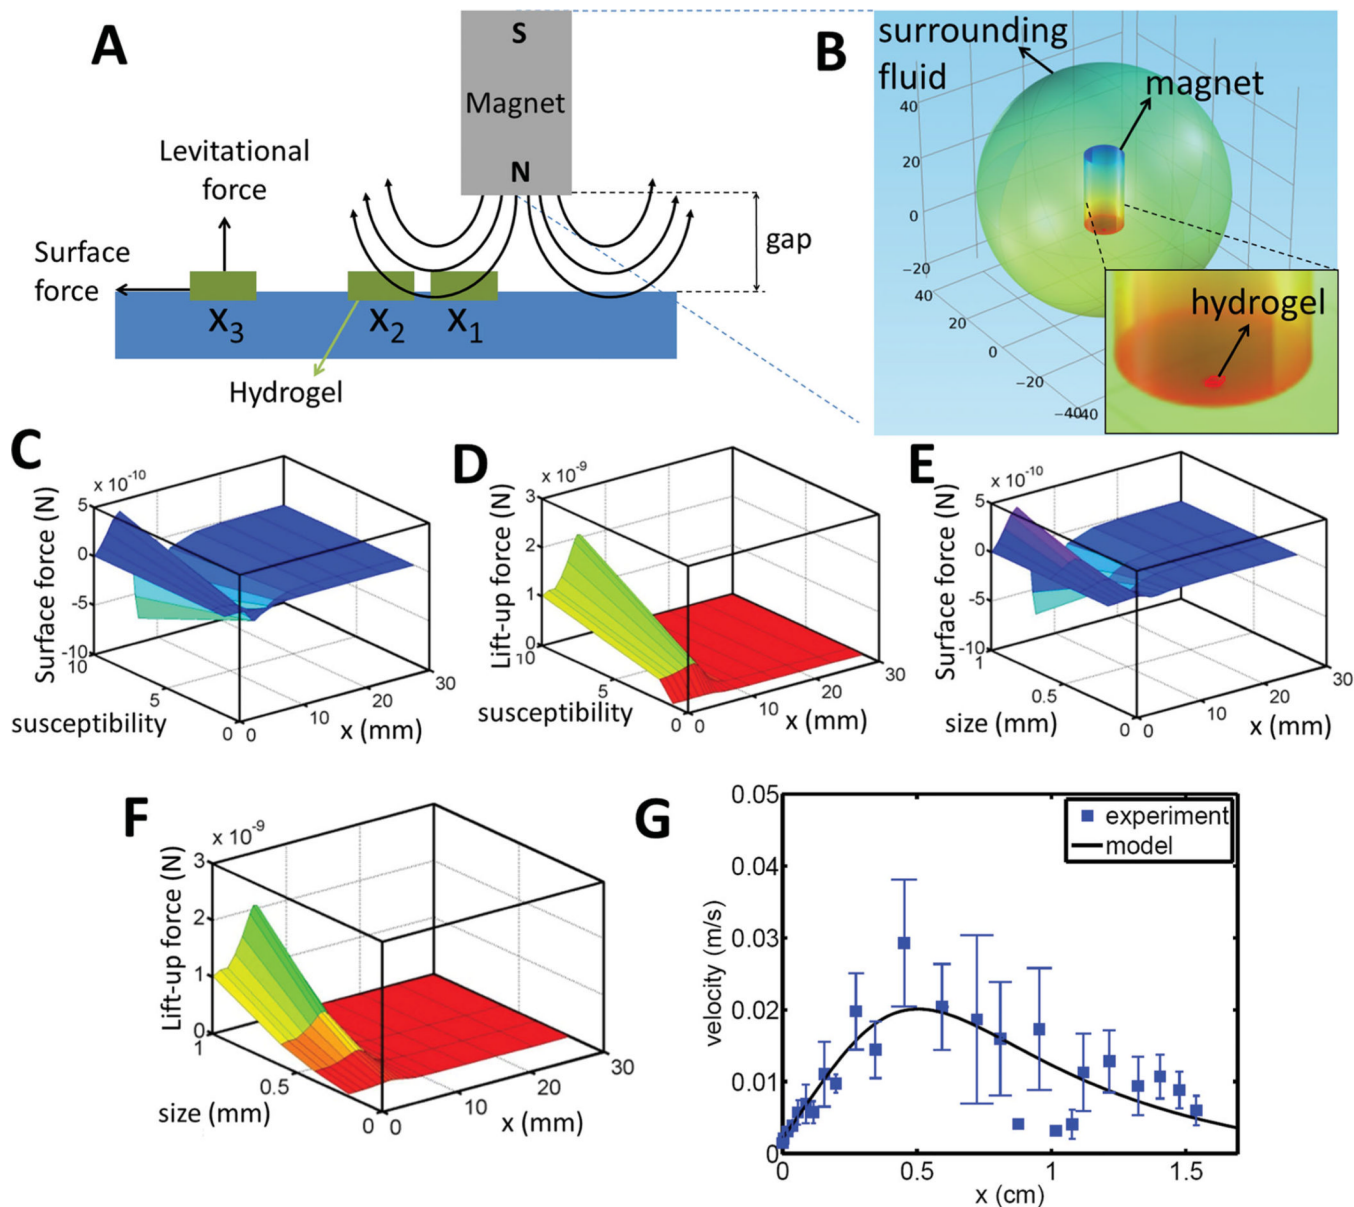 A
S
Magnet
N
Levitational
force
Surface
force
gap
X3
X2
X1
Hydrogel
B
surrounding
fluid
magnet
40
20
0
−20
40
20
0
−20
−4040
hydrogel
C
x 10-10
Surface force (N)
5
0
-5
-10
10
5
0
susceptibility
0
10
20
30
x (mm)
D
x 10-9
Lift-up force (N)
3
2
1
0
10
5
0
susceptibility
0
10
20
30
x (mm)
E
x 10-10
Surface force (N)
5
0
-5
-10
1
0.5
0
size (mm)
0
10
20
30
x (mm)
F
x 10-9
Lift-up force (N)
3
2
1
0
1
0.5
0
size (mm)
0
10
20
30
x (mm)
G
experiment
model
velocity (m/s)
0.05
0.04
0.03
0.02
0.01
0
0
0.5
1
1.5
x (cm)